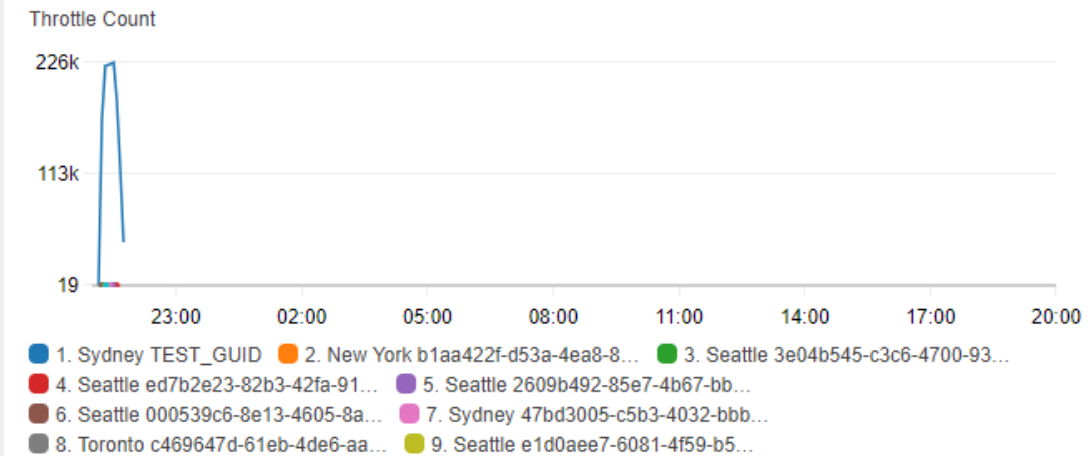 Throttle Count
226k
113k
19
23:00 02:00 05:00 08:00 11:00 14:00 17:00 20:00
1. Sydney TEST_GUID 2. New York b1aa422f-d53a-4ea8-8... 3. Seattle 3e04b545-c3c6-4700-93...
4. Seattle ed7b2e23-82b3-42fa-91... 5. Seattle 2609b492-85e7-4b67-bb...
6. Seattle 000539c6-8e13-4605-8a... 7. Sydney 47bd3005-c5b3-4032-bbb...
8. Toronto c469647d-61eb-4de6-aa... 9. Seattle e1d0aee7-6081-4f59-b5...